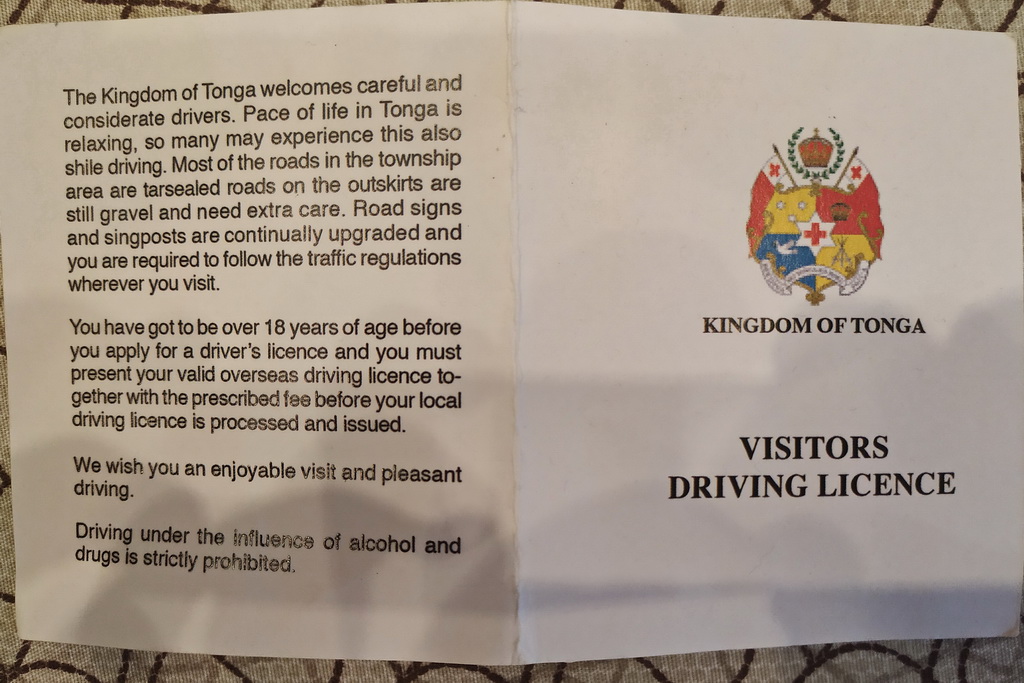 The Kingdom of Tonga welcomes careful and
considerate drivers. Pace of life in Tonga is
relaxing, so many may experience this also
shile driving. Most of the roads in the township
area are tarsealed roads on the outskirts are
still gravel and need extra care. Road signs
and singposts are continually upgraded and
you are required to follow the traffic regulations
wherever you visit.
You have got to be over 18 years of age before
you apply for a driver's licence and you must
present your valid overseas driving licence to-
gether with the prescribed fee before your local
driving licence is processed and issued.
We wish you an enjoyable visit and pleasant
driving.
Driving under the influence of alcohol and
drugs is strictly prohibited.
KINGDOM OF TONGA
VISITORS
DRIVING LICENCE